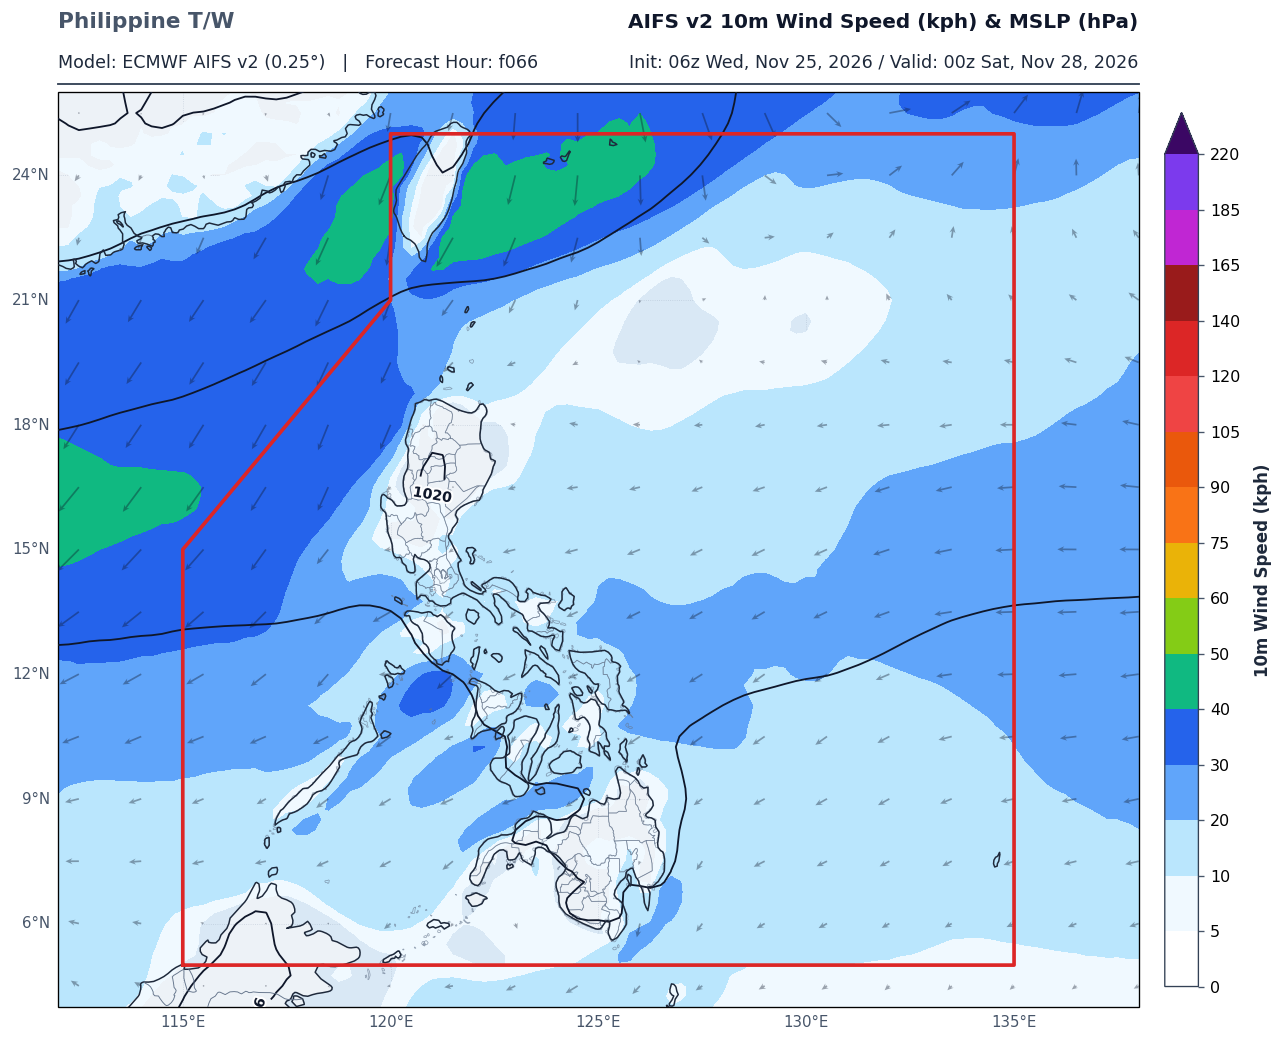 Philippine T/W
AIFS v2 10m Wind Speed (kph) & MSLP (hPa)
Model: ECMWF AIFS v2 (0.25°) | Forecast Hour: f066
Init: 06z Wed, Nov 25, 2026 / Valid: 00z Sat, Nov 28, 2026
24°N
21°N
18°N
15°N
12°N
9°N
6°N
1020
115°E
120°E
125°E
130°E
135°E
220
185
165
140
120
105
90
75
60
50
40
30
20
10
5
0
10m Wind Speed (kph)